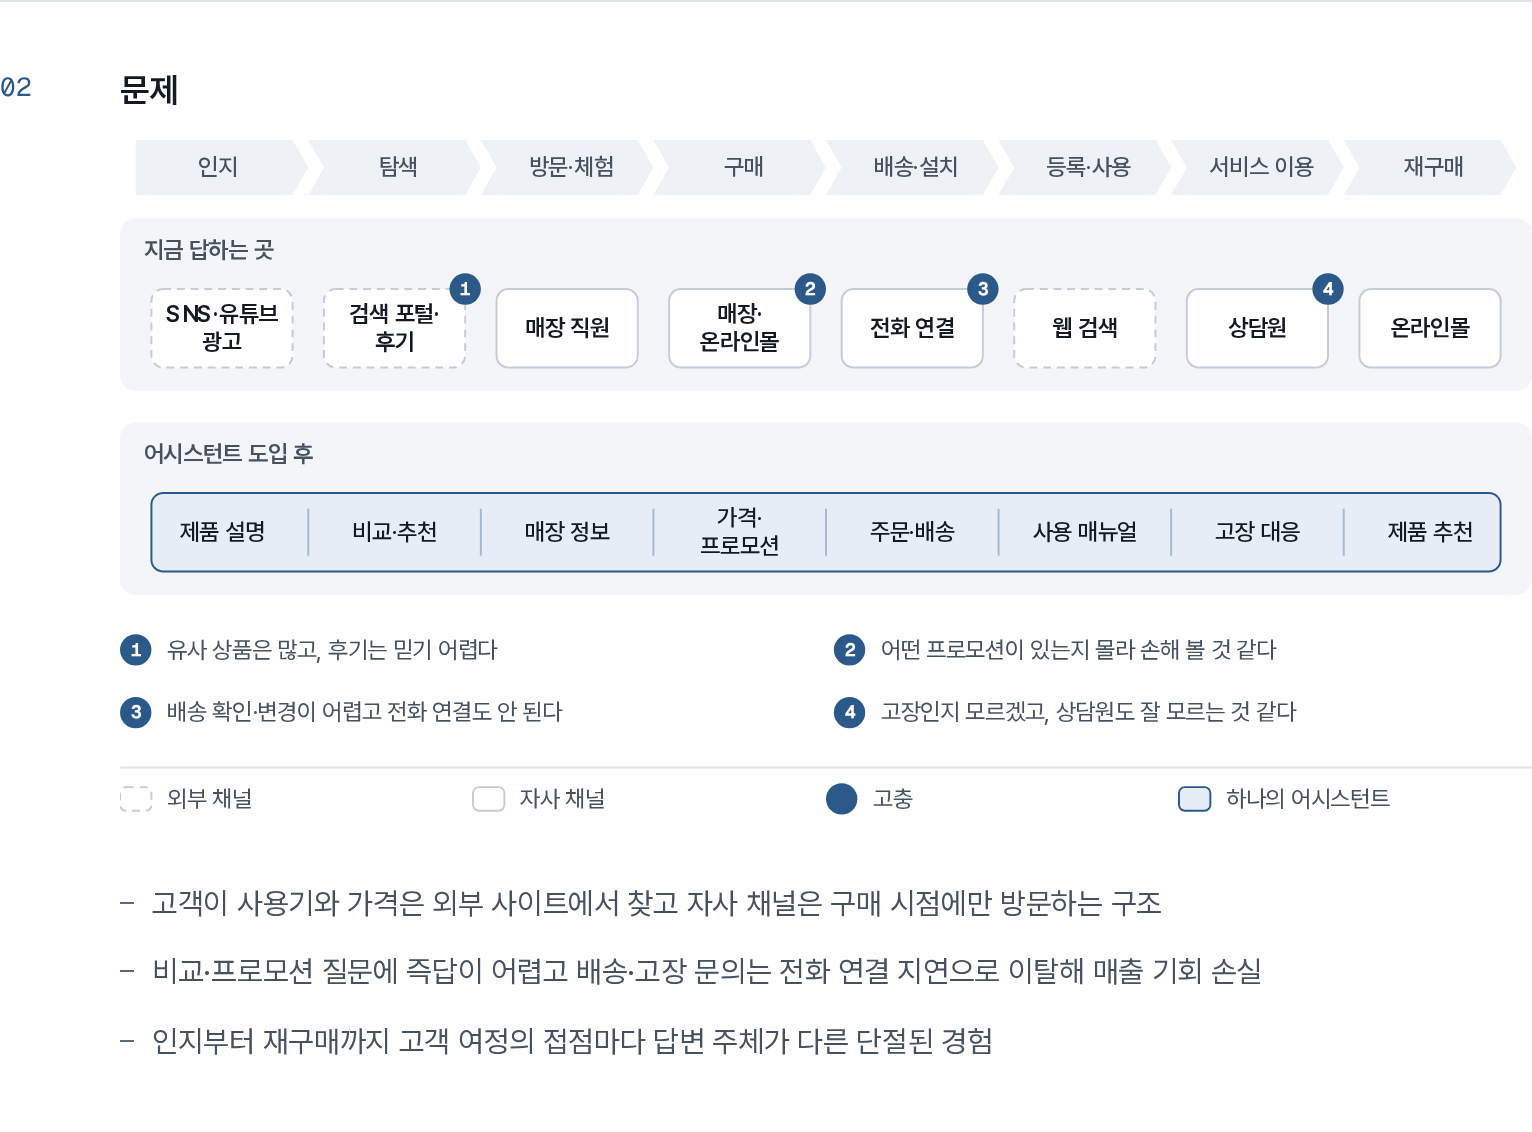 02
문제
인지
탐색
방문·체험
구매
배송·설치
등록·사용
서비스 이용
재구매
지금 답하는 곳
SNS·유튜브
광고
검색 포털·
후기
1
매장 직원
매장·
온라인몰
2
전화 연결
3
웹 검색
상담원
4
온라인몰
어시스턴트 도입 후
제품 설명
비교·추천
매장 정보
가격·
프로모션
주문·배송
사용 매뉴얼
고장 대응
제품 추천
1 유사 상품은 많고, 후기는 믿기 어렵다
2 어떤 프로모션이 있는지 몰라 손해 볼 것 같다
3 배송 확인·변경이 어렵고 전화 연결도 안 된다
4 고장인지 모르겠고, 상담원도 잘 모르는 것 같다
외부 채널
자사 채널
고충
하나의 어시스턴트
– 고객이 사용기와 가격은 외부 사이트에서 찾고 자사 채널은 구매 시점에만 방문하는 구조
– 비교·프로모션 질문에 즉답이 어렵고 배송·고장 문의는 전화 연결 지연으로 이탈해 매출 기회 손실
– 인지부터 재구매까지 고객 여정의 접점마다 답변 주체가 다른 단절된 경험